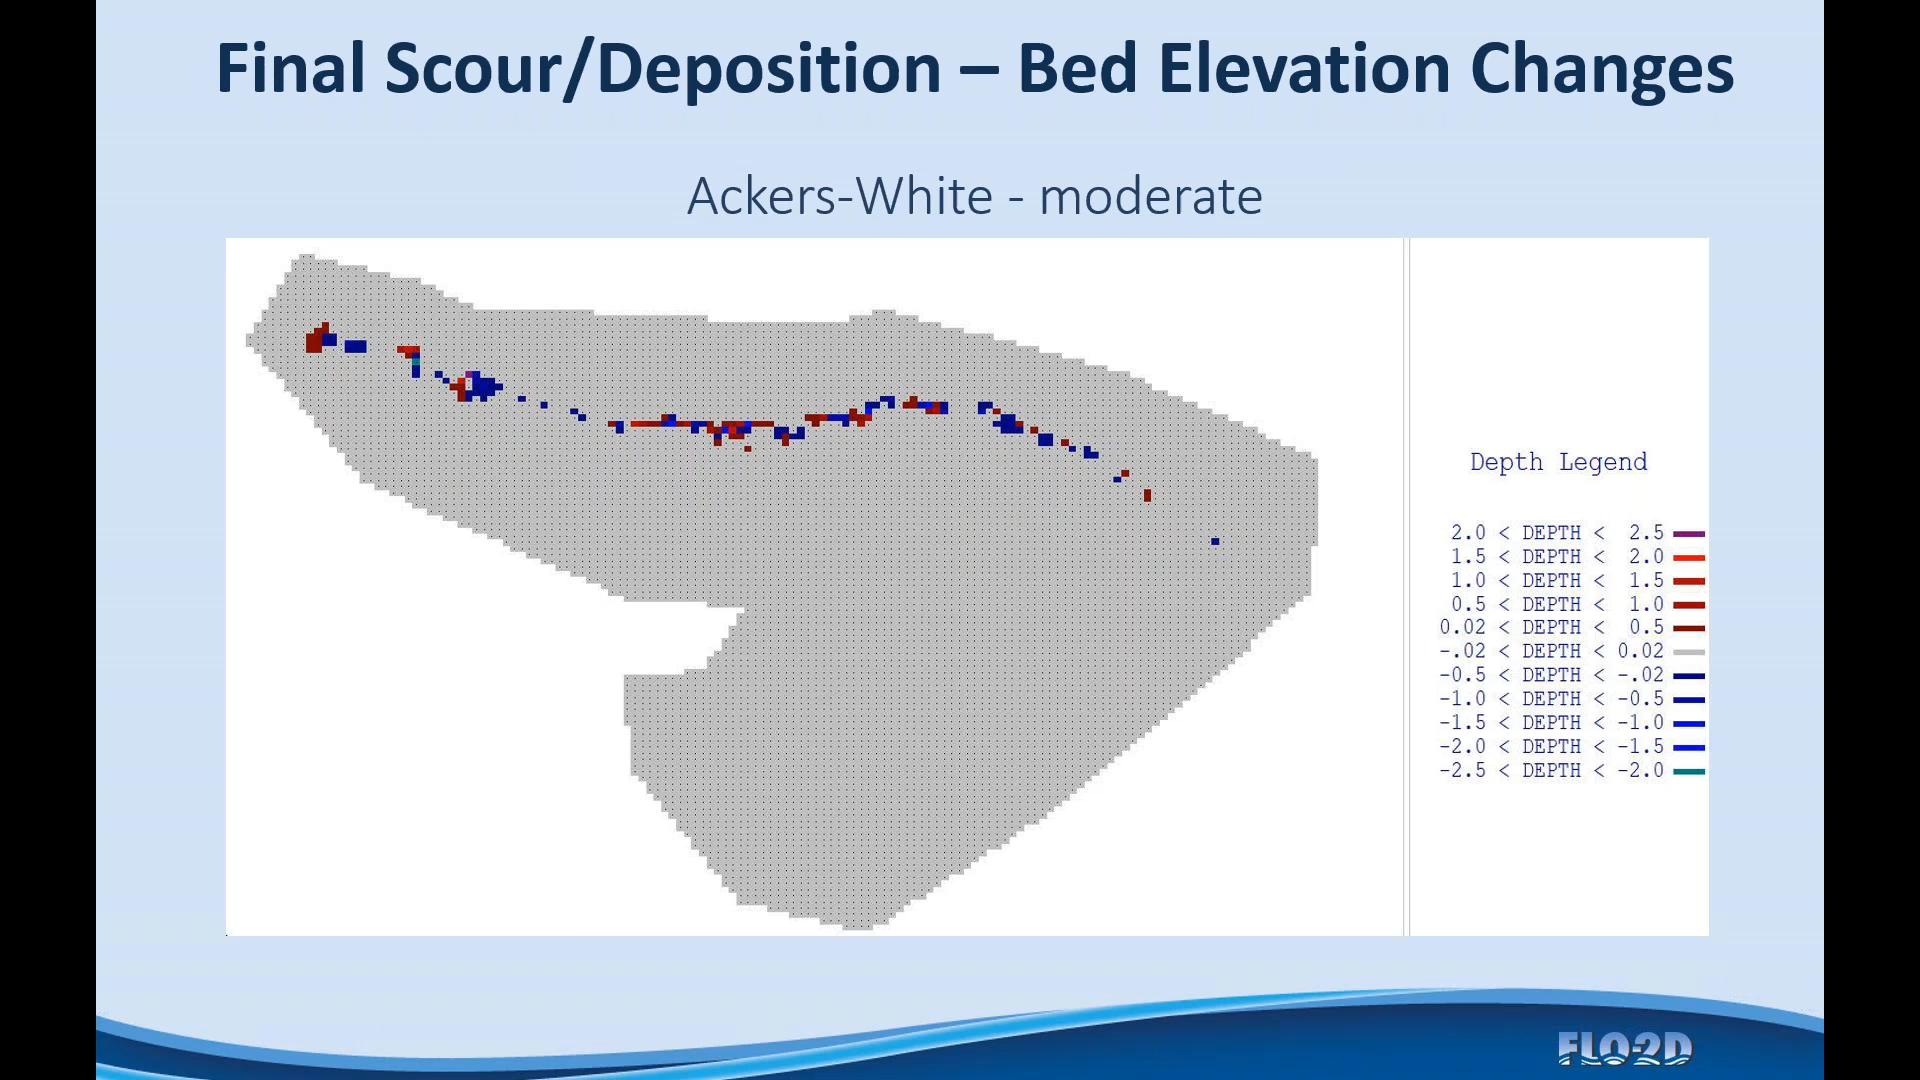 Final Scour/Deposition – Bed Elevation Changes
Ackers-White - moderate
Depth Legend
2.0 < DEPTH < 2.5
1.5 < DEPTH < 2.0
1.0 < DEPTH < 1.5
0.5 < DEPTH < 1.0
0.02 < DEPTH < 0.5
-.02 < DEPTH < 0.02
-0.5 < DEPTH < -.02
-1.0 < DEPTH < -0.5
-1.5 < DEPTH < -1.0
-2.0 < DEPTH < -1.5
-2.5 < DEPTH < -2.0
FLO-2D